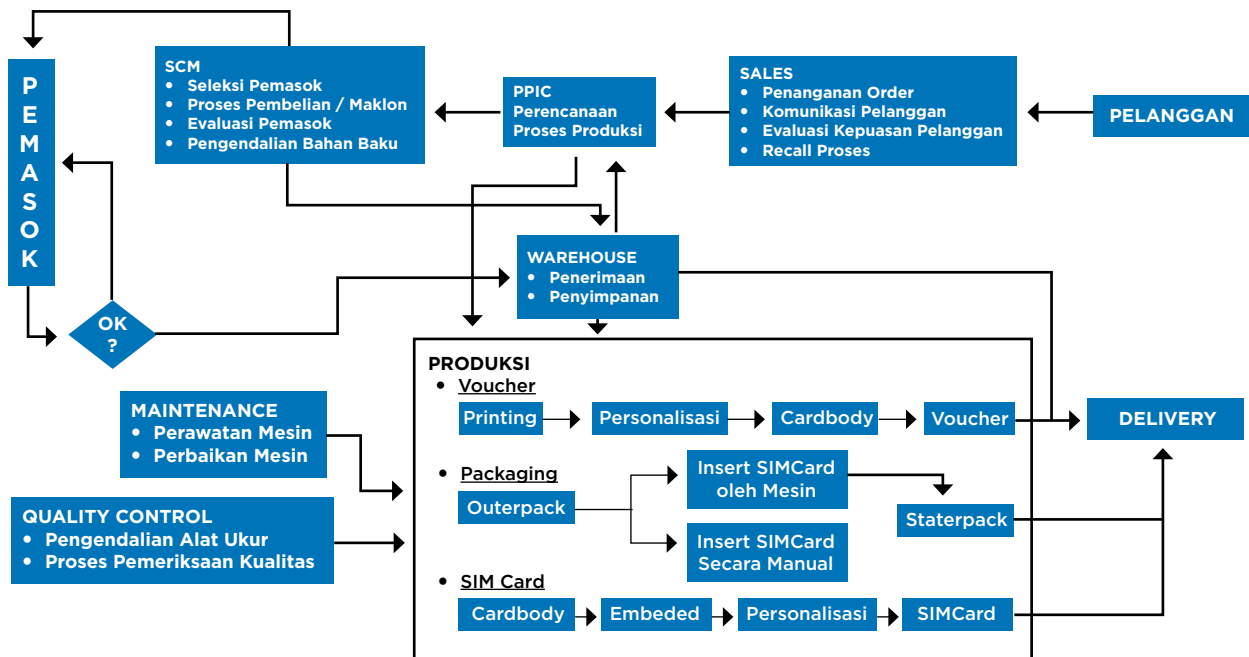 PEMASOK
SCM
• Seleksi Pemasok
• Proses Pembelian / Maklon
• Evaluasi Pemasok
• Pengendalian Bahan Baku
PPIC
Perencanaan
Proses Produksi
SALES
• Penanganan Order
• Komunikasi Pelanggan
• Evaluasi Kepuasan Pelanggan
• Recall Proses
PELANGGAN
WAREHOUSE
• Penerimaan
• Penyimpanan
OK
?
MAINTENANCE
• Perawatan Mesin
• Perbaikan Mesin
QUALITY CONTROL
• Pengendalian Alat Ukur
• Proses Pemeriksaan Kualitas
PRODUKSI
• Voucher
Printing
Personalisasi
Cardbody
Voucher
• Packaging
Outerpack
Insert SIMCard
oleh Mesin
Insert SIMCard
Secara Manual
Staterpack
• SIM Card
Cardbody
Embeded
Personalisasi
SIMCard
DELIVERY